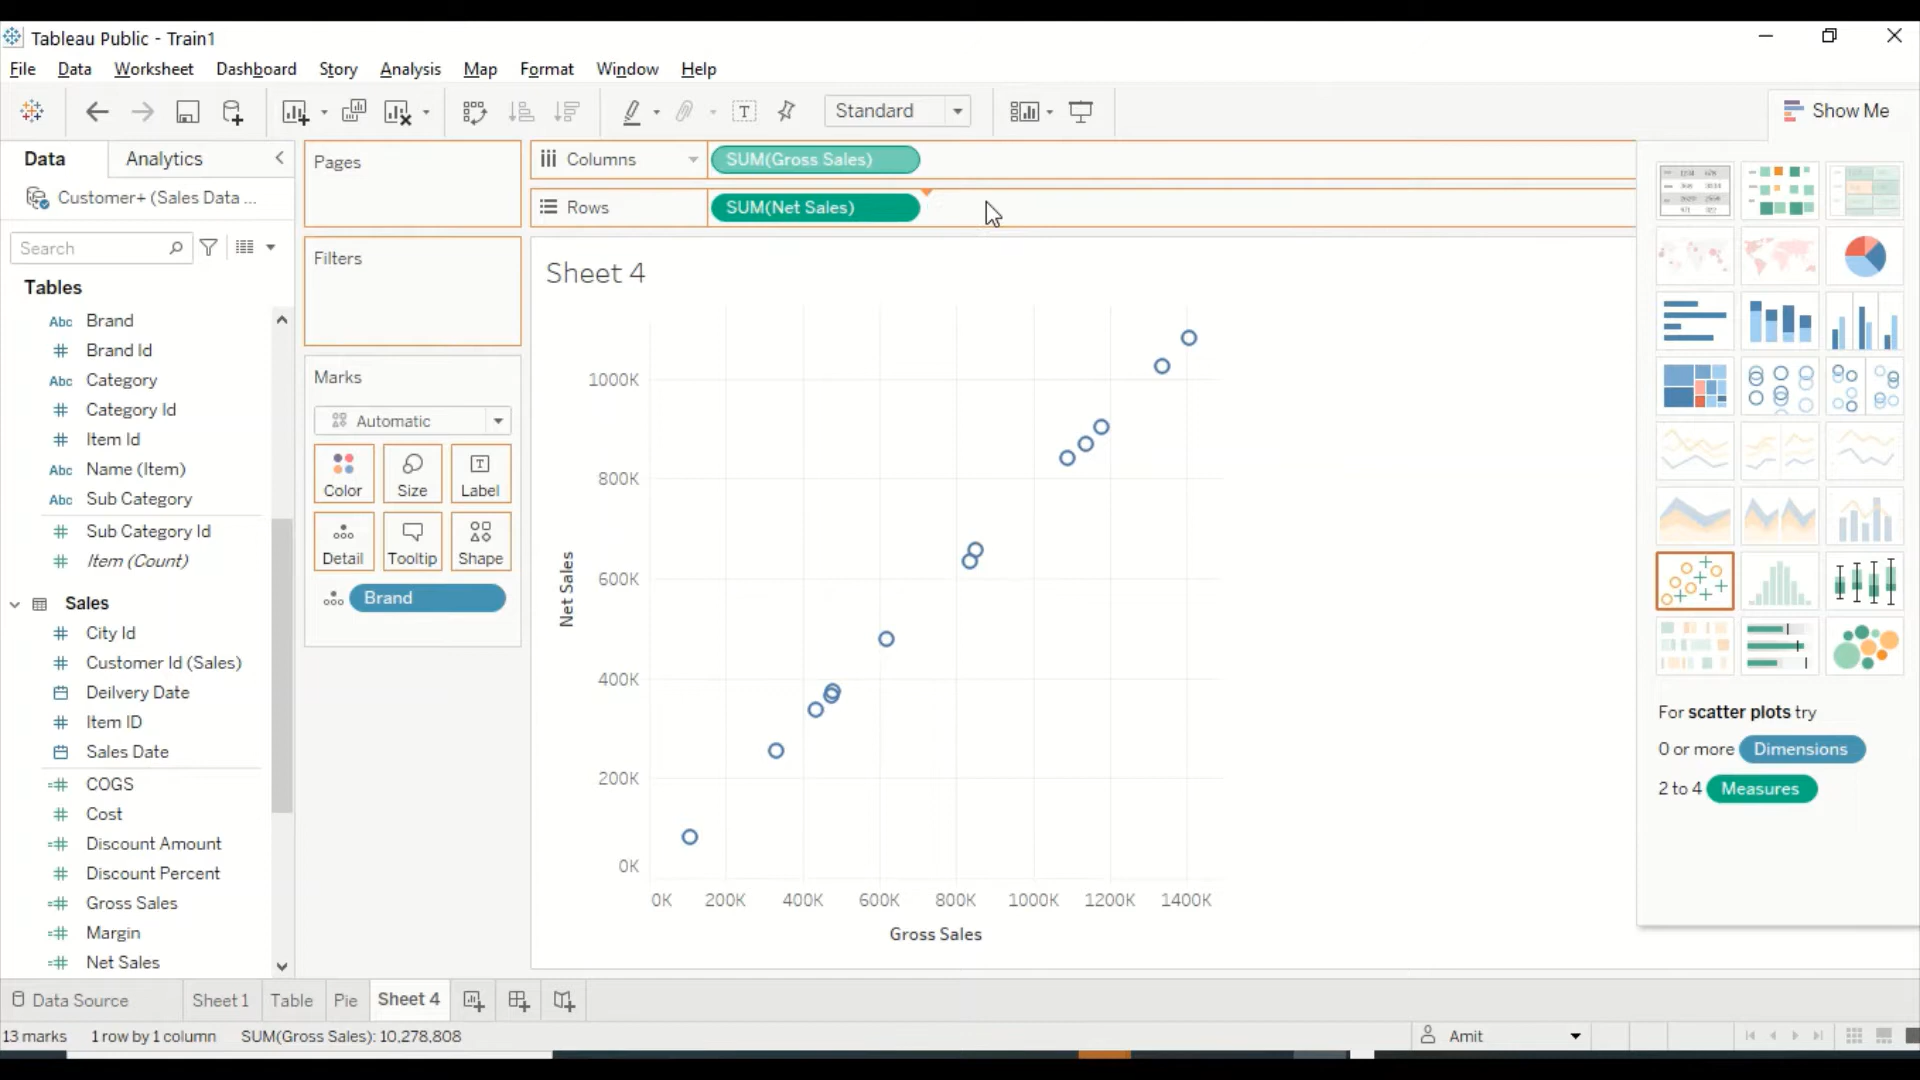 Tableau Public - Train1
File Data Worksheet Dashboard Story Analysis Map Format Window Help
Standard
Show Me
Data Analytics
Customer+ (Sales Data ...
Search
Tables
Abc Brand
# Brand Id
Abc Category
# Category Id
# Item Id
Abc Name (Item)
Abc Sub Category
# Sub Category Id
# Item (Count)
Sales
# City Id
# Customer Id (Sales)
Deilvery Date
# Item ID
Sales Date
=# COGS
# Cost
=# Discount Amount
# Discount Percent
=# Gross Sales
=# Margin
=# Net Sales
Pages
Filters
Marks
Automatic
Color Size Label
Detail Tooltip Shape
Brand
Columns SUM(Gross Sales)
Rows SUM(Net Sales)
Sheet 4
Net Sales
1000K
800K
600K
400K
200K
0K
0K 200K 400K 600K 800K 1000K 1200K 1400K
Gross Sales
For scatter plots try
0 or more Dimensions
2 to 4 Measures
Data Source Sheet 1 Table Pie Sheet 4
13 marks 1 row by 1 column SUM(Gross Sales): 10,278,808
Amit